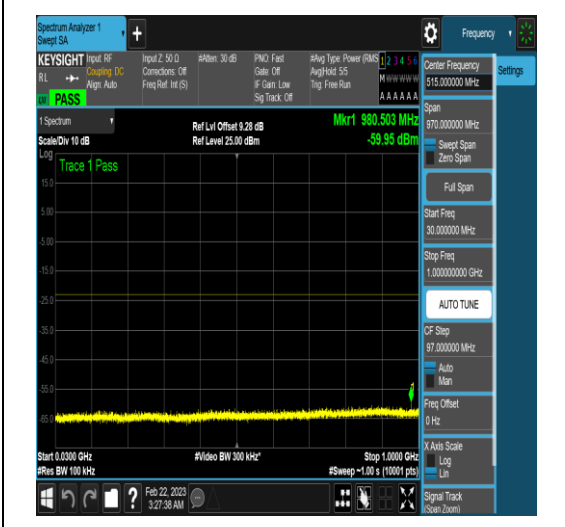 Spectrum Analyzer 1
Swept SA
+
Frequency
KEYSIGHT
RL
PASS
Input: RF
Coupling: DC
Align: Auto
Input Z: 50 Ω
Corrections: Off
Freq Ref: Int (S)
#Atten: 30 dB
PNO: Fast
Gate: Off
IF Gain: Low
Sig Track: Off
#Avg Type: Power (RMS
Avg|Hold: 5/5
Trig: Free Run
1 2 3 4 5 6
M W W W W W
A A A A A A
1 Spectrum
Scale/Div 10 dB
Ref Lvl Offset 9.28 dB
Ref Level 25.00 dBm
Mkr1 980.503 MHz
-59.95 dBm
Log
Trace 1 Pass
15.0
5.00
-5.00
-15.0
-25.0
-35.0
-45.0
-55.0
-65.0
Start 0.0300 GHz
#Res BW 100 kHz
#Video BW 300 kHz*
Stop 1.0000 GHz
#Sweep ~1.00 s (10001 pts)
Feb 22, 2023
3:27:38 AM
?
Center Frequency
515.000000 MHz
Settings
Span
970.000000 MHz
Swept Span
Zero Span
Full Span
Start Freq
30.000000 MHz
Stop Freq
1.000000000 GHz
AUTO TUNE
CF Step
97.000000 MHz
Auto
Man
Freq Offset
0 Hz
X Axis Scale
Log
Lin
Signal Track
(Span Zoom)